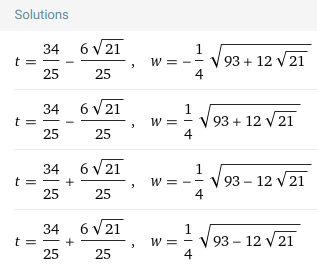 Solutions
t = 34/25 − 6√21/25 , w = − 1/4 √(93 + 12 √21)
t = 34/25 − 6√21/25 , w = 1/4 √(93 + 12 √21)
t = 34/25 + 6√21/25 , w = − 1/4 √(93 − 12 √21)
t = 34/25 + 6√21/25 , w = 1/4 √(93 − 12 √21)